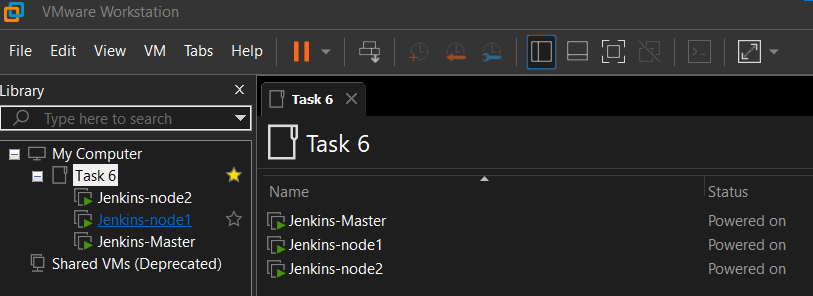 VMware Workstation
File Edit View VM Tabs Help
Library X
Type here to search
My Computer
Task 6
Jenkins-node2
Jenkins-node1
Jenkins-Master
Shared VMs (Deprecated)
Task 6
Task 6
Name Status
Jenkins-Master Powered on
Jenkins-node1 Powered on
Jenkins-node2 Powered on